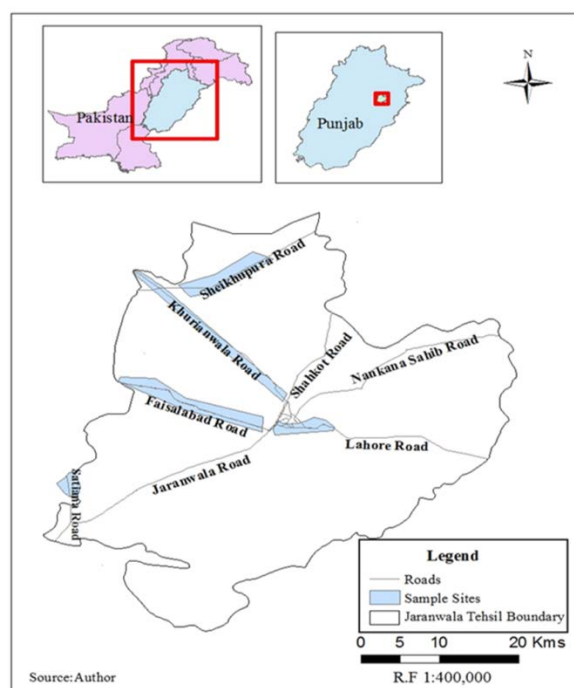 N
Pakistan
Punjab
Sheikhupura Road
Khurianwala Road
Shahkot Road
Nankana Sahib Road
Faisalabad Road
Lahore Road
Jaranwala Road
Satiana Road
Legend
Roads
Sample Sites
Jaranwala Tehsil Boundary
0 5 10 20 Kms
R.F 1:400,000
Source:Author